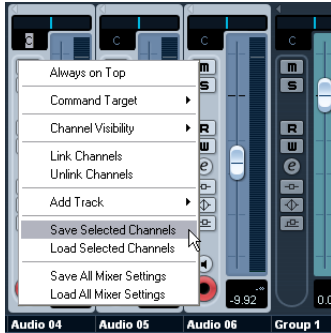 C C C
Always on Top
Command Target
Channel Visibility
Link Channels
Unlink Channels
Add Track
Save Selected Channels
Load Selected Channels
Save All Mixer Settings
Load All Mixer Settings
m m
S S
R R
W W
e e
-∞
-9.92 0.0
Audio 04 Audio 05 Audio 06 Group 1